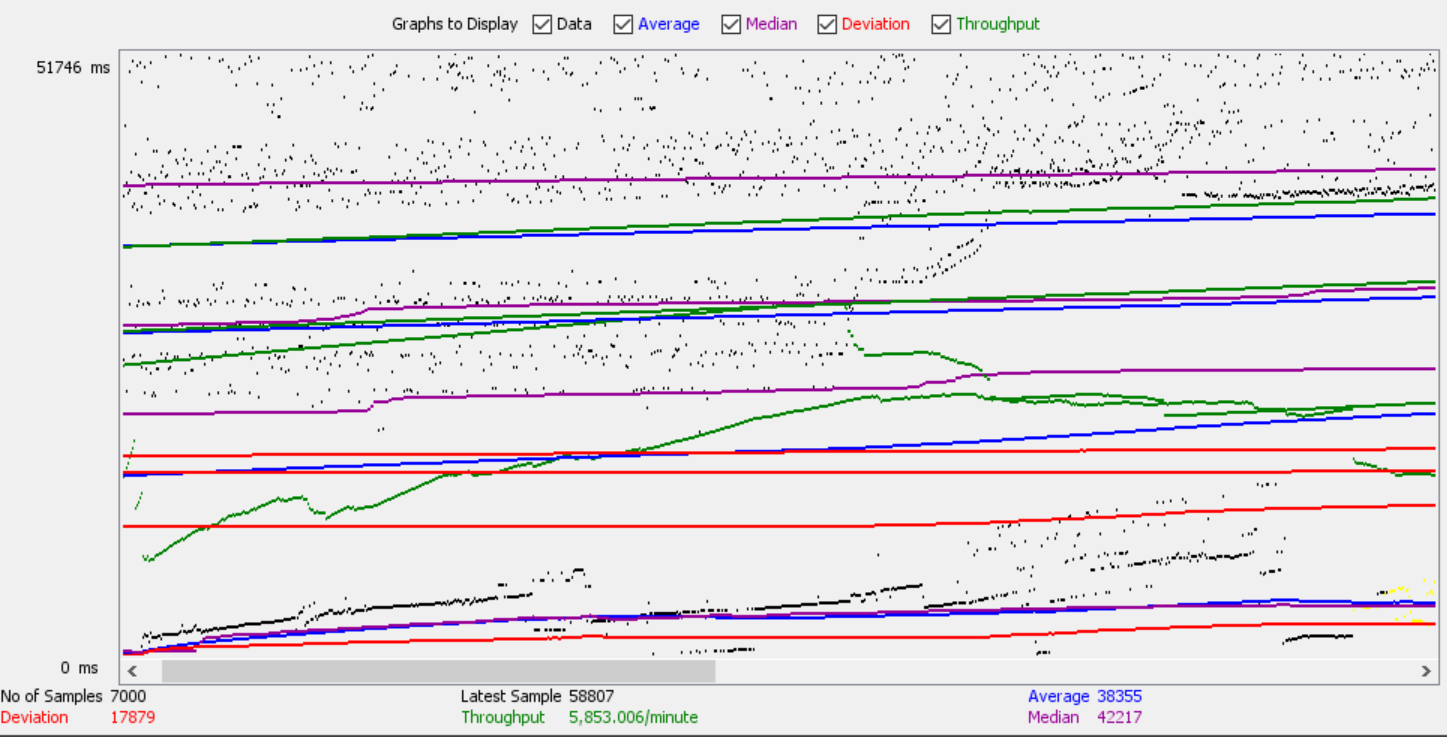 Graphs to Display Data Average Median Deviation Throughput
51746 ms
0 ms
No of Samples 7000 Latest Sample 58807 Average 38355
Deviation 17879 Throughput 5,853.006/minute Median 42217